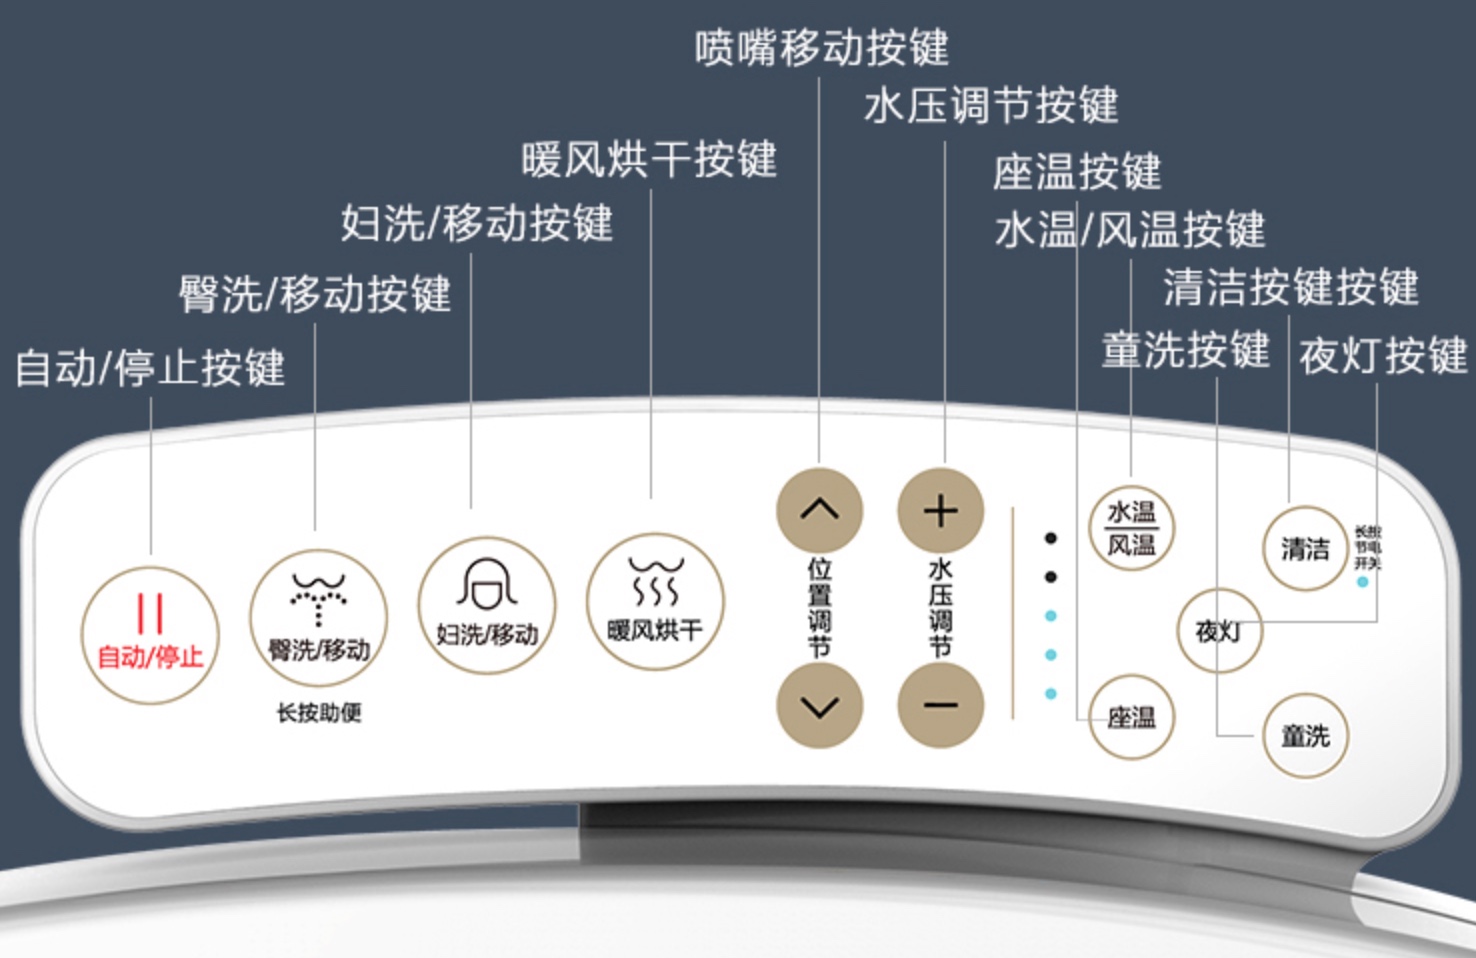 喷嘴移动按键
水压调节按键
暖风烘干按键
座温按键
妇洗/移动按键
水温/风温按键
臀洗/移动按键
清洁按键按键
童洗按键
夜灯按键
自动/停止按键
自动/停止
臀洗/移动
长按助便
妇洗/移动
暖风烘干
位置调节
水压调节
水温
风温
座温
夜灯
清洁
长按
节电
开关
童洗